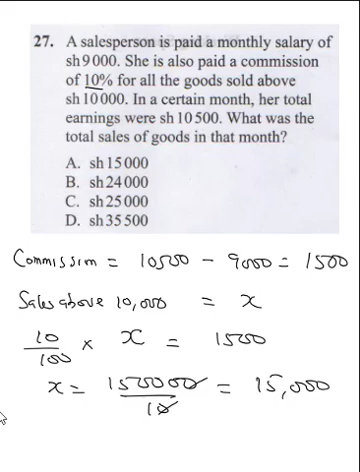 27. A salesperson is paid a monthly salary of
sh 9 000. She is also paid a commission
of 10% for all the goods sold above
sh 10 000. In a certain month, her total
earnings were sh 10 500. What was the
total sales of goods in that month?
A. sh 15 000
B. sh 24 000
C. sh 25 000
D. sh 35 500
Commission = 10500 - 9000 = 1500
Sales above 10,000 = x
10/100 × x = 1500
x = 150000/10 = 15,000